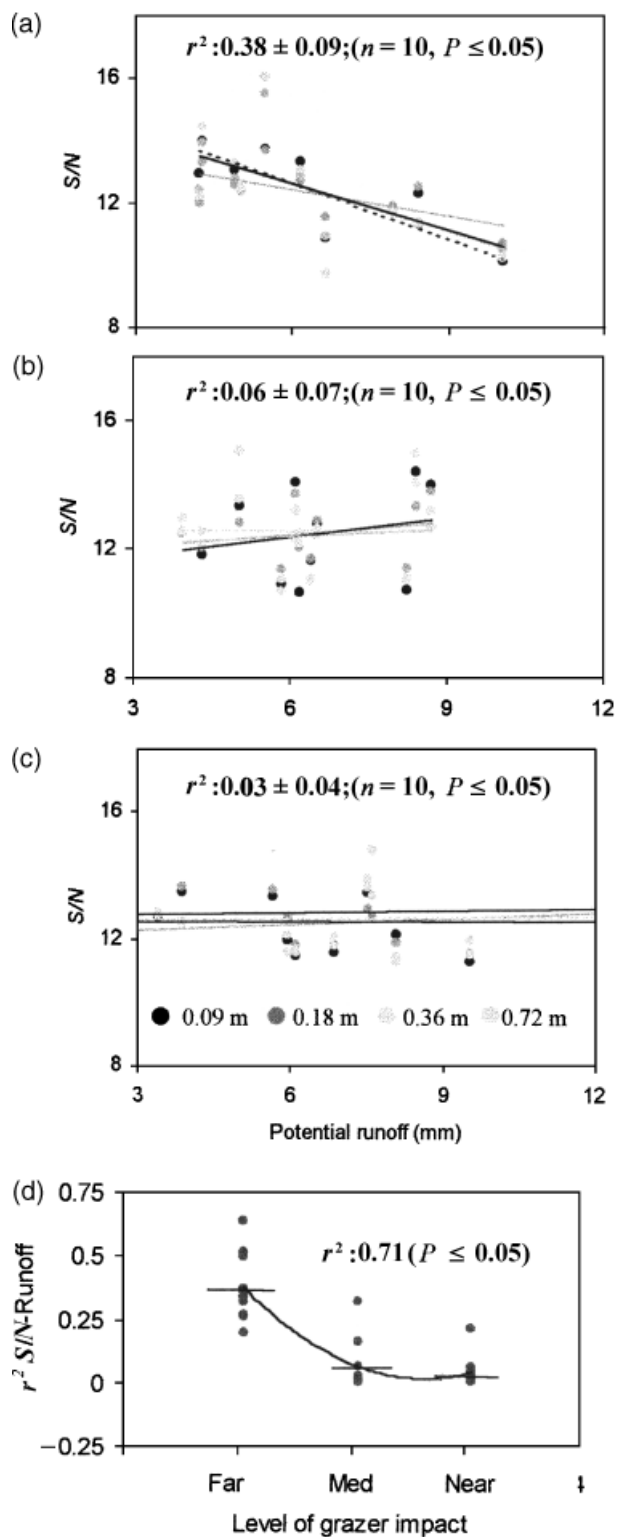 (a)
r²:0.38 ± 0.09;(n = 10, P ≤ 0.05)
16
S/N
12
8
(b)
r²:0.06 ± 0.07;(n = 10, P ≤ 0.05)
16
S/N
12
8
3 6 9 12
(c)
r²:0.03 ± 0.04;(n = 10, P ≤ 0.05)
16
S/N
12
0.09 m 0.18 m 0.36 m 0.72 m
8
3 6 9 12
Potential runoff (mm)
(d)
0.75
r²:0.71 (P ≤ 0.05)
0.5
r² S/N-Runoff
0.25
0
−0.25
Far Med Near 4
Level of grazer impact